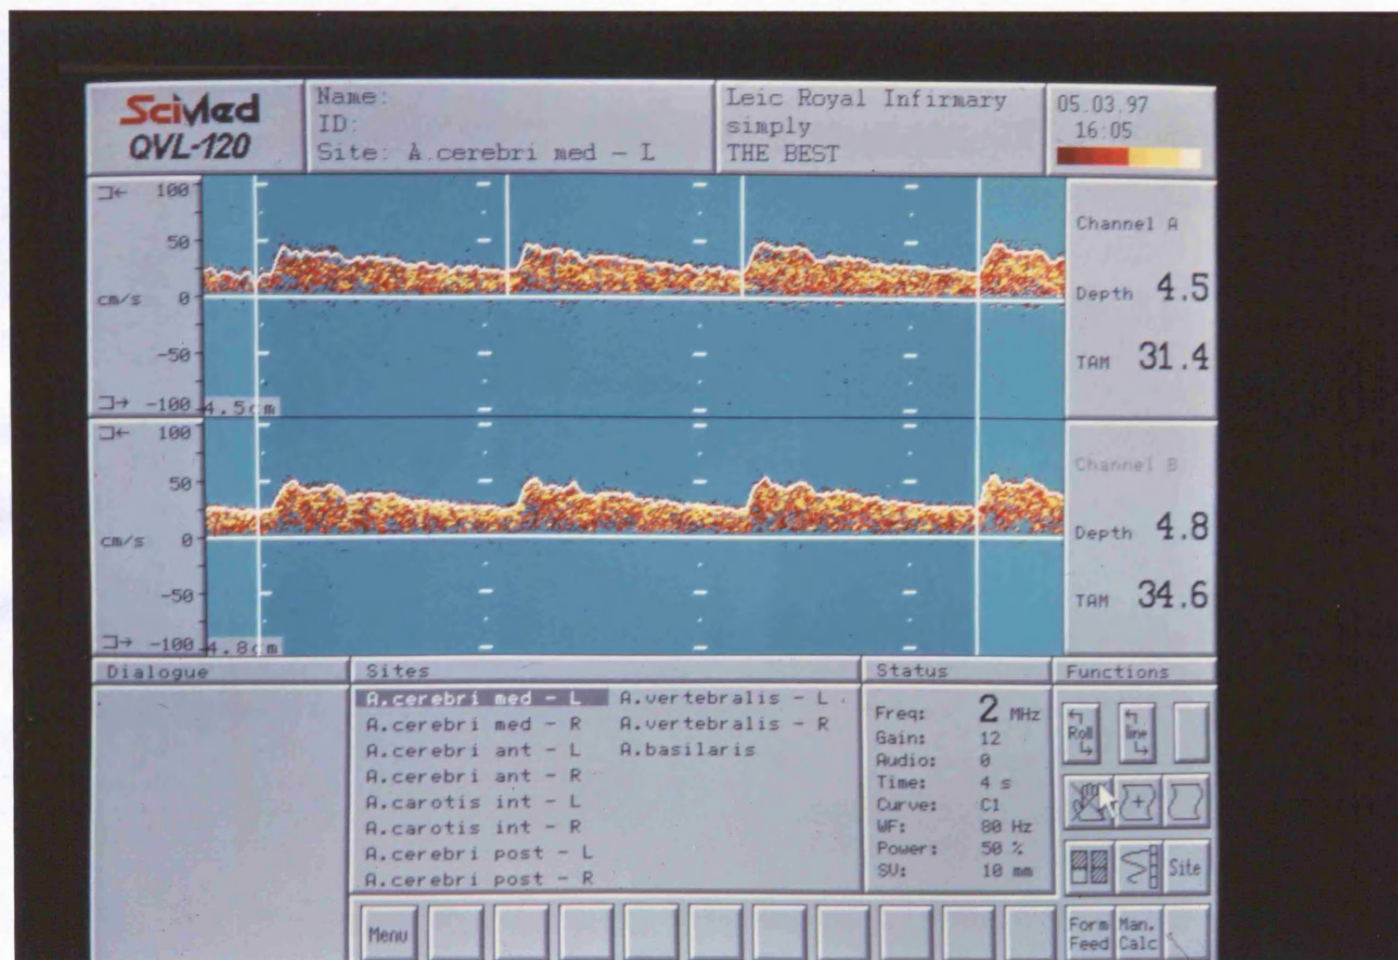 SciMed
QVL-120
Name:
ID:
Site: A.cerebri med - L
Leic Royal Infirmary
simply
THE BEST
05.03.97
16:05
100
50
cm/s 0
-50
-100
4.5cm
Channel A
Depth 4.5
TAM 31.4
100
50
cm/s 0
-50
-100
4.8cm
Channel B
Depth 4.8
TAM 34.6
Dialogue
Sites
A.cerebri med - L
A.cerebri med - R
A.cerebri ant - L
A.cerebri ant - R
A.carotis int - L
A.carotis int - R
A.cerebri post - L
A.cerebri post - R
A.vertebralis - L
A.vertebralis - R
A.basilaris
Status
Freq: 2 MHz
Gain: 12
Audio: 0
Time: 4 s
Curve: C1
WF: 80 Hz
Power: 50 %
SV: 10 mm
Functions
Roll
line
Site
Form Feed
Man. Calc
Menu